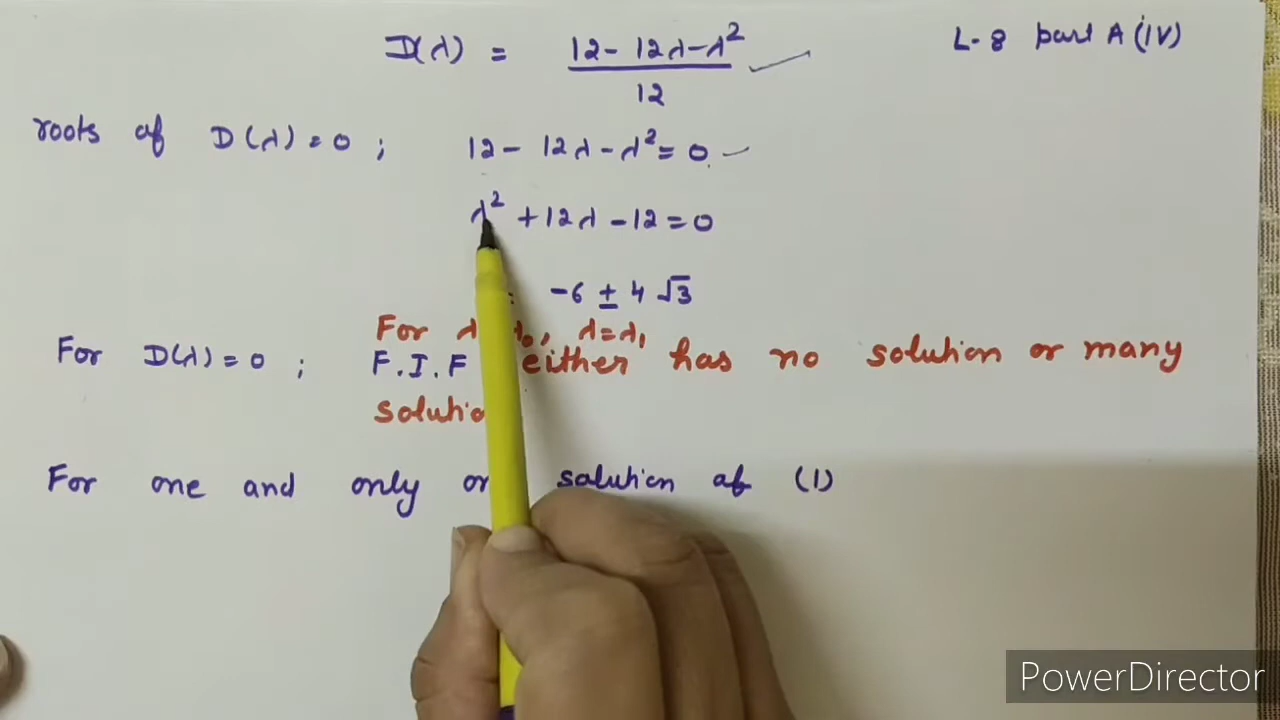 D(λ) = 12 - 12λ - λ² / 12
L-8 part A (IV)
roots of D(λ) = 0 ; 12 - 12λ - λ² = 0
λ² + 12λ - 12 = 0
-6 ± 4 √3
For λ , λ = λ₁
For D(λ) = 0 ; F.I.F either has no solution or many
For one and only solution of (1)
PowerDirector